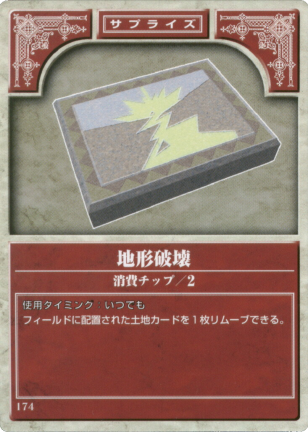 サプライズ
地形破壊
消費チップ/2
使用タイミング　いつでも
フィールドに配置された土地カードを1枚リムーブできる。
174